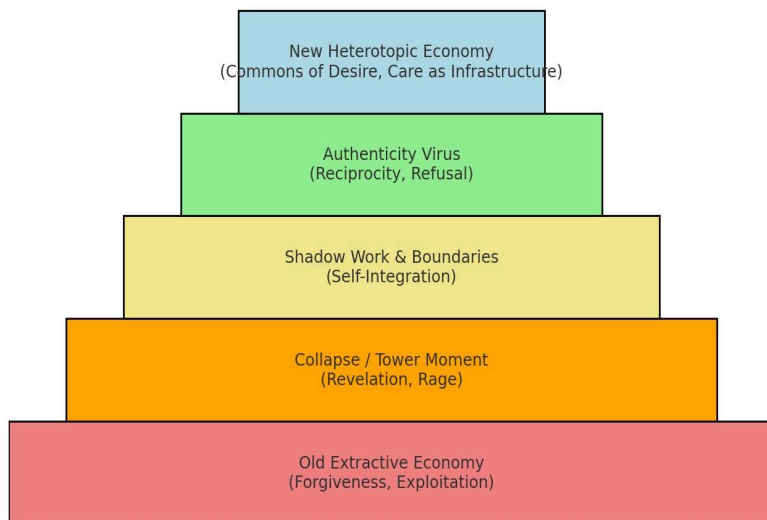 New Heterotopic Economy
(Commons of Desire, Care as Infrastructure)
Authenticity Virus
(Reciprocity, Refusal)
Shadow Work & Boundaries
(Self-Integration)
Collapse / Tower Moment
(Revelation, Rage)
Old Extractive Economy
(Forgiveness, Exploitation)